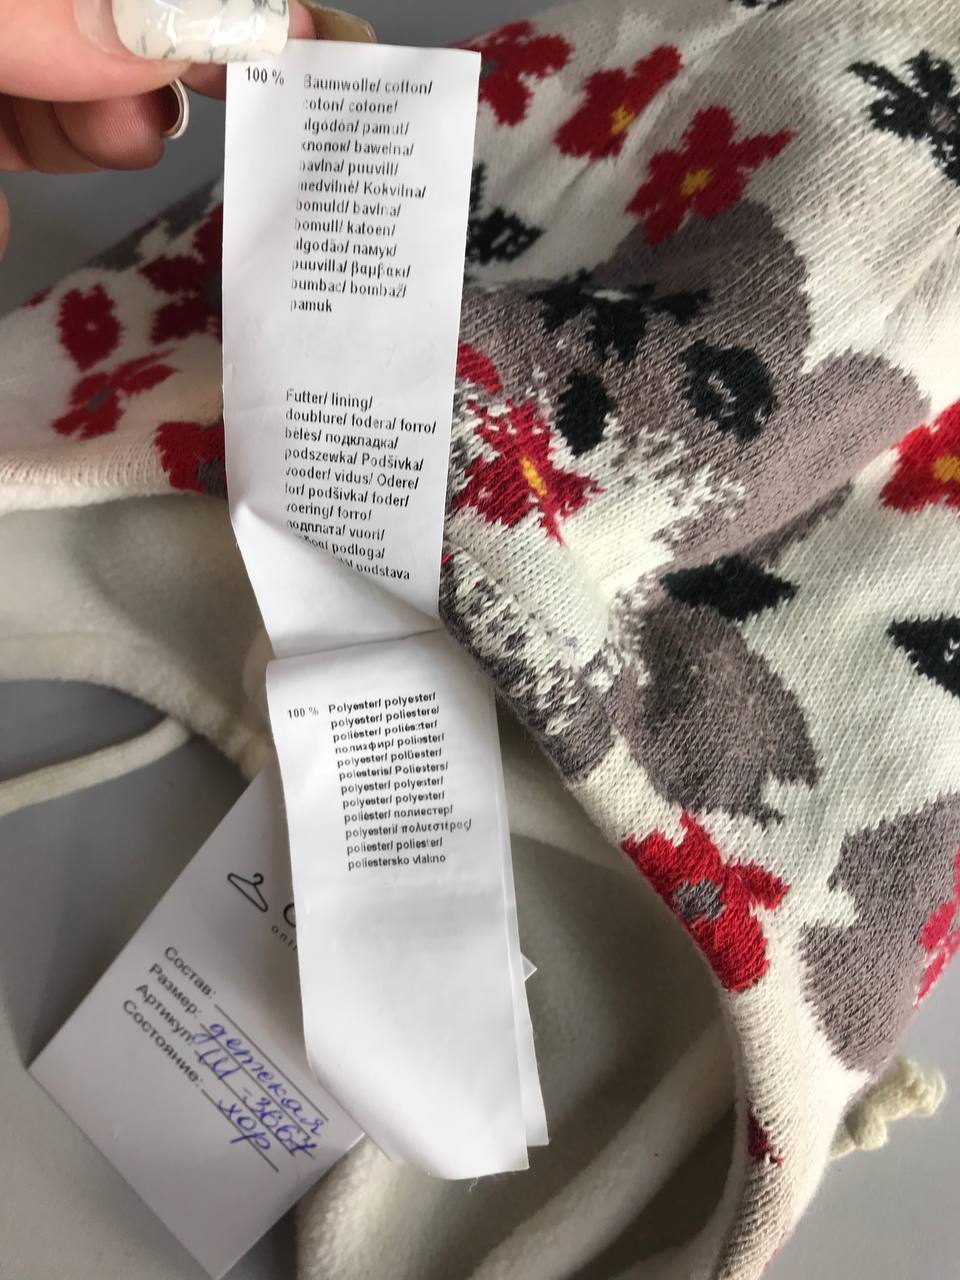 100 %
Baumwolle/ cotton/
coton/ cotone/
algodón/ pamut/
хлопок/ bawełna/
bavlna/ puuvill/
medvilnė/ Kokvilna/
bomuld/ bavlna/
bomull/ katoen/
algodão/ памук/
puuvilla/ βαμβάκι/
bumbac/ bombaž/
pamuk
Futter/ lining/
doublure/ fodera/ forro/
bélés/ подкладка/
podszewka/ Podšívka/
vooder/ vidus/ Odere/
for/ podšívka/ foder/
voering/ forro/
подплата/ vuori/
podloga/
podstava
100 %
Polyester/ polyester/
polyester/ poliestere/
poliéster/ poliészter/
полиэфир/ poliester/
polyester/ polüester/
poliesteris/ Poliesters/
polyester/ polyester/
polyester/ polyester/
poliéster/ полиестер/
polyesteri/ πολυεστέρας/
poliester/ poliester/
poliestersko vlakno
Состав:
Размер: детская
Артикул: Ш-3667
Состояние: хор